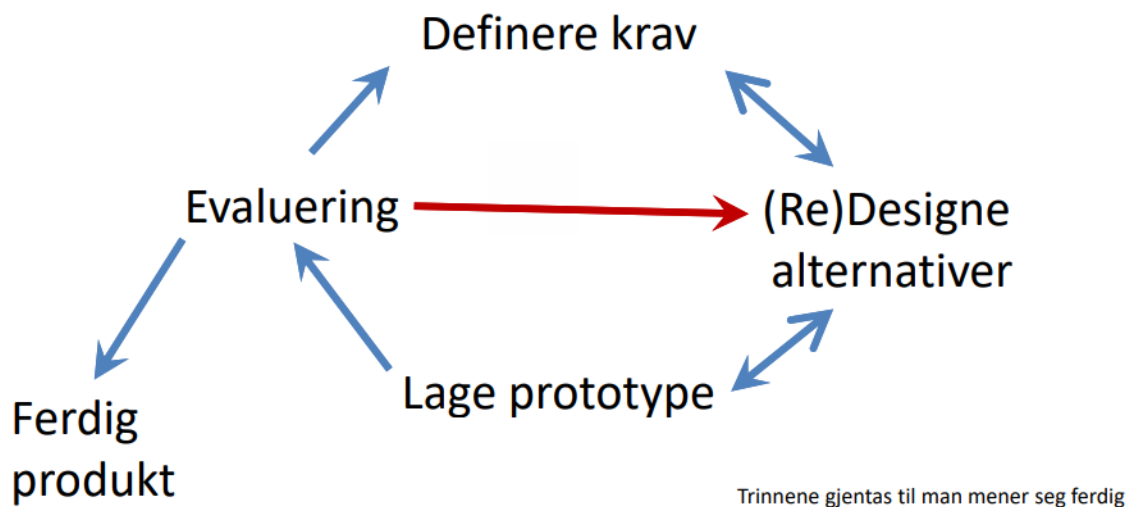 Definere krav
Evaluering
(Re)Designe
alternativer
Lage prototype
Ferdig
produkt
Trinnene gjentas til man mener seg ferdig